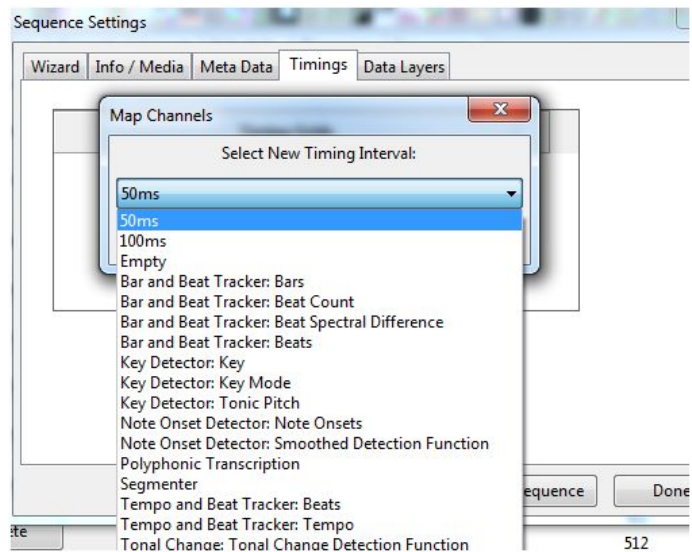 Sequence Settings
Wizard Info / Media Meta Data Timings Data Layers
Map Channels
Select New Timing Interval:
50ms
50ms
100ms
Empty
Bar and Beat Tracker: Bars
Bar and Beat Tracker: Beat Count
Bar and Beat Tracker: Beat Spectral Difference
Bar and Beat Tracker: Beats
Key Detector: Key
Key Detector: Key Mode
Key Detector: Tonic Pitch
Note Onset Detector: Note Onsets
Note Onset Detector: Smoothed Detection Function
Polyphonic Transcription
Segmenter
Tempo and Beat Tracker: Beats
Tempo and Beat Tracker: Tempo
Tonal Change: Tonal Change Detection Function
equence Done
te
512